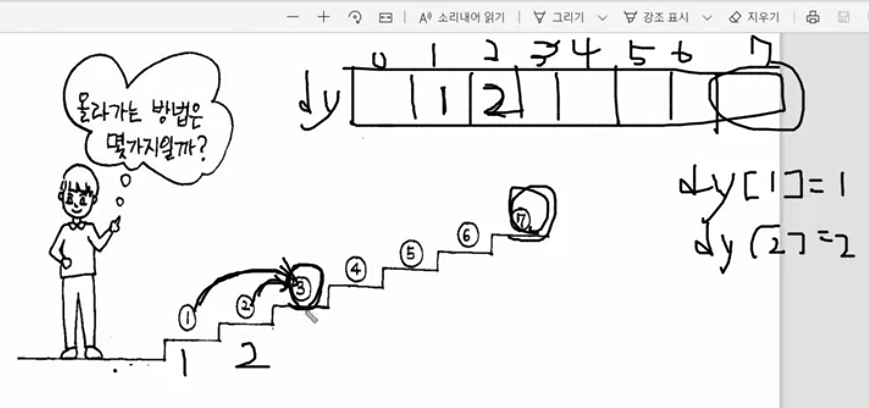 소리내어 읽기 그리기 강조 표시 지우기
올라가는 방법은
몇가지일까?
0 1 2 3 4 5 6 7
dy 1 2
dy[1]=1
dy[2]=2
⑦
⑥
⑤
④
③
②
①
1 2